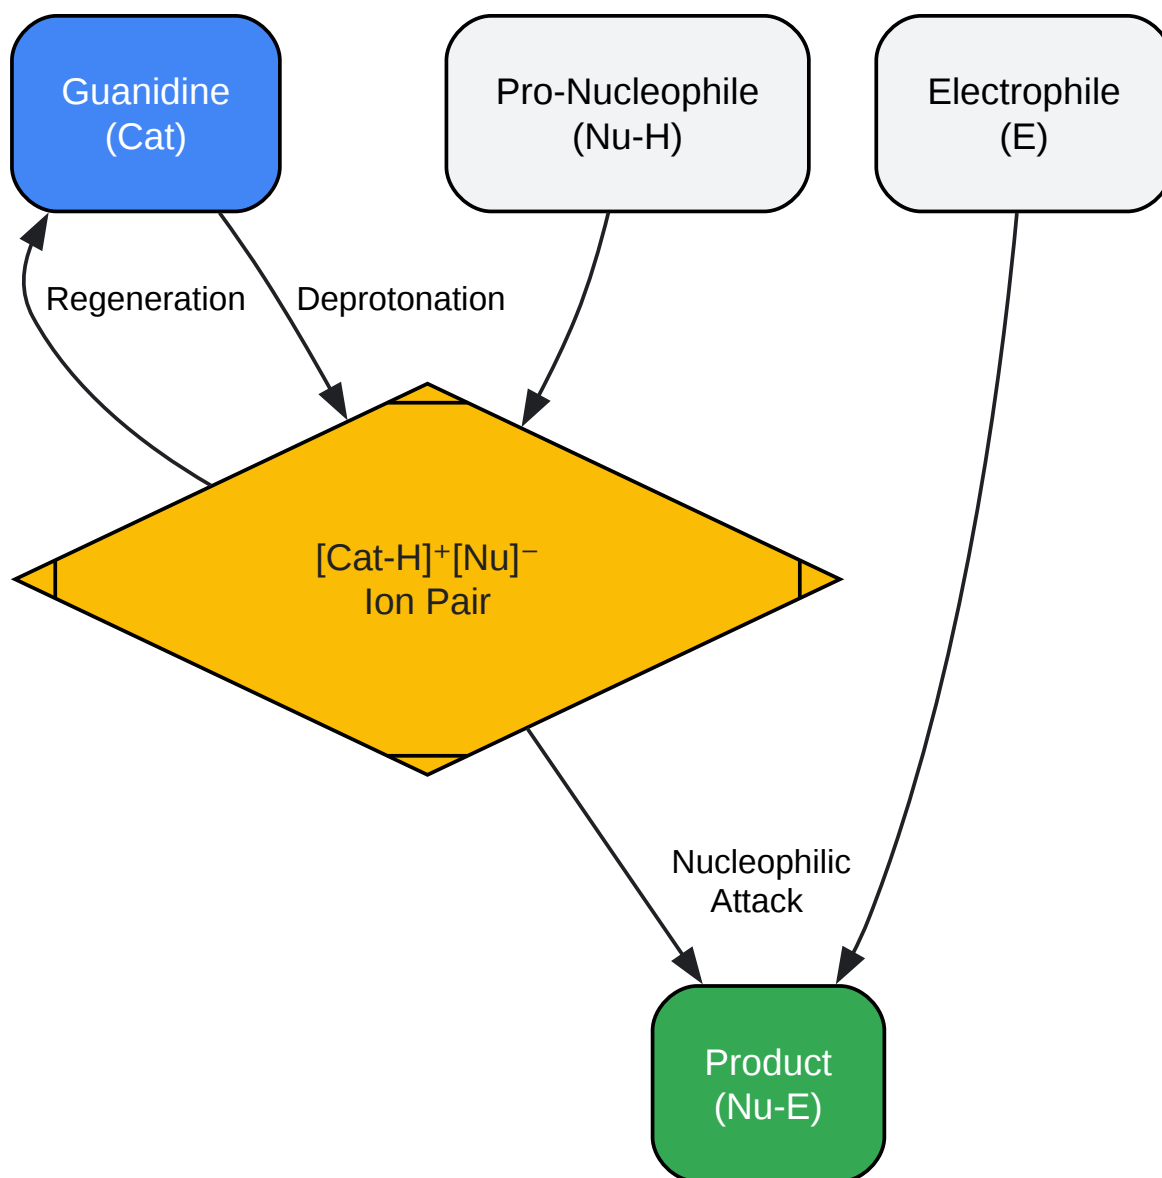 Guanidine
(Cat)
Pro-Nucleophile
(Nu-H)
Electrophile
(E)
Regeneration
Deprotonation
[Cat-H]⁺[Nu]⁻
Ion Pair
Nucleophilic
Attack
Product
(Nu-E)